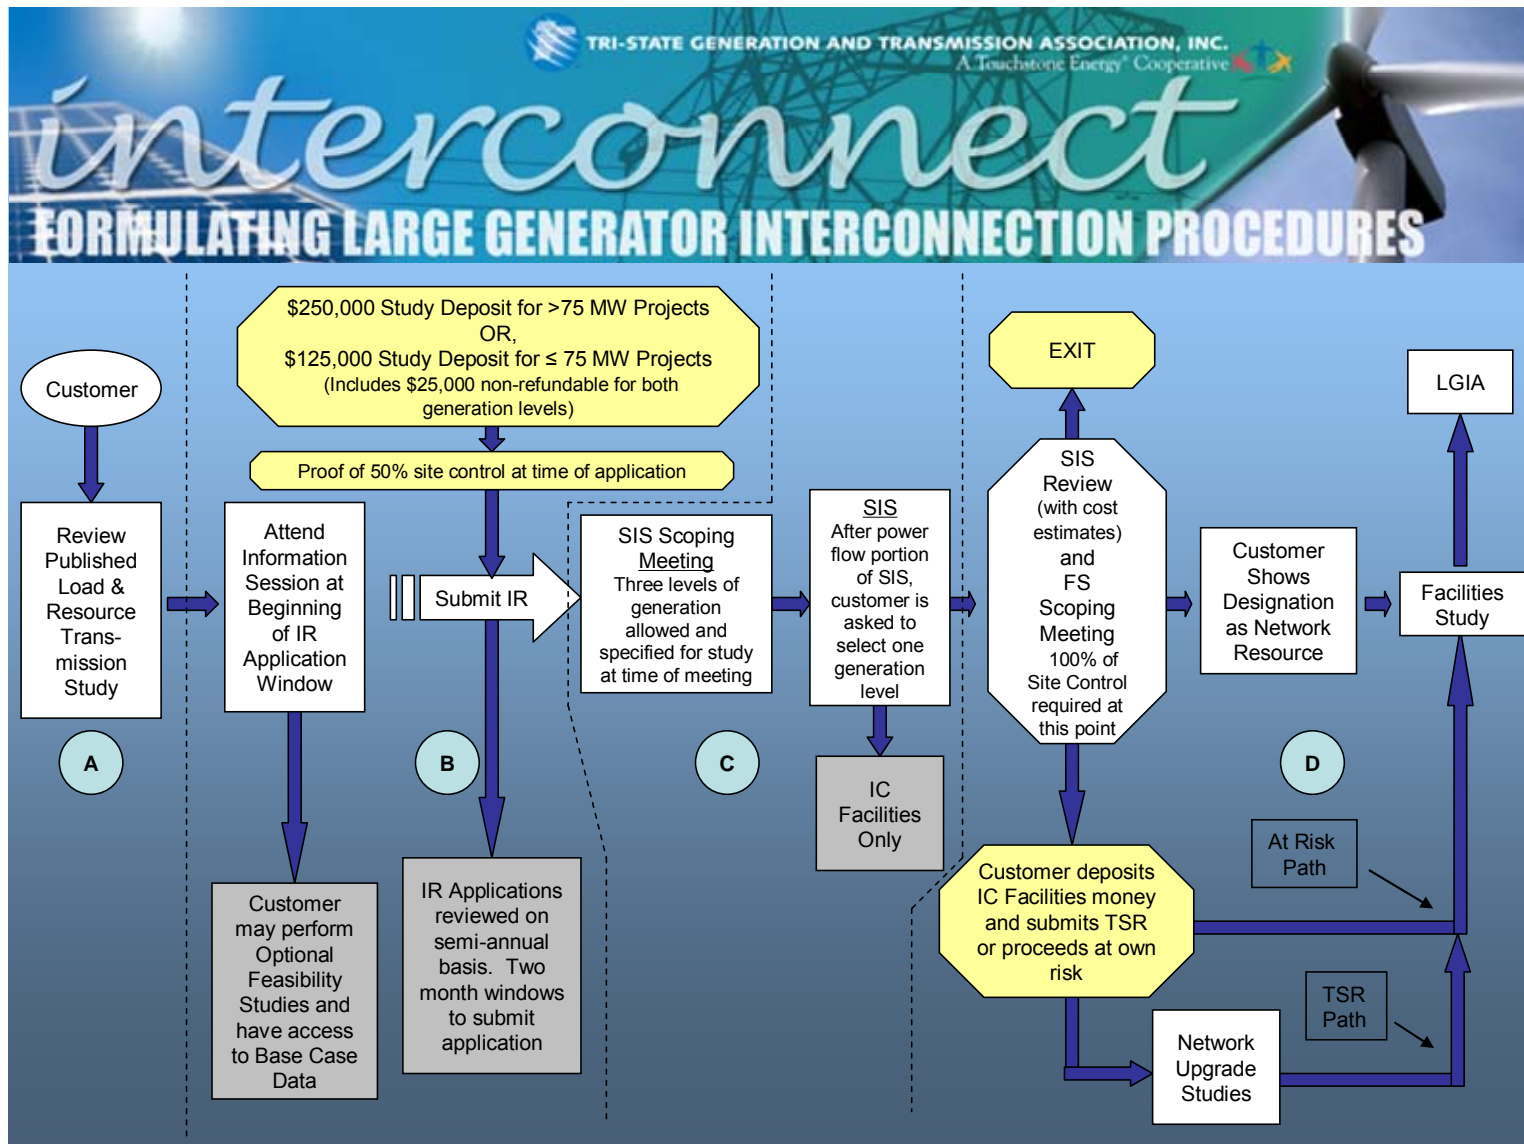 TRI-STATE GENERATION AND TRANSMISSION ASSOCIATION, INC.
A Touchstone Energy® Cooperative
interconnect
FORMULATING LARGE GENERATOR INTERCONNECTION PROCEDURES
$250,000 Study Deposit for >75 MW Projects
OR,
$125,000 Study Deposit for ≤ 75 MW Projects
(Includes $25,000 non-refundable for both
generation levels)
Proof of 50% site control at time of application
Customer
Review
Published
Load &
Resource
Trans-
mission
Study
A
Attend
Information
Session at
Beginning
of IR
Application
Window
Customer
may perform
Optional
Feasibility
Studies and
have access
to Base Case
Data
Submit IR
B
IR Applications
reviewed on
semi-annual
basis. Two
month windows
to submit
application
SIS Scoping
Meeting
Three levels of
generation
allowed and
specified for study
at time of meeting
C
SIS
After power
flow portion
of SIS,
customer is
asked to
select one
generation
level
IC
Facilities
Only
EXIT
SIS
Review
(with cost
estimates)
and
FS
Scoping
Meeting
100% of
Site Control
required at
this point
Customer deposits
IC Facilities money
and submits TSR
or proceeds at own
risk
Customer
Shows
Designation
as Network
Resource
D
LGIA
Facilities
Study
At Risk
Path
TSR
Path
Network
Upgrade
Studies